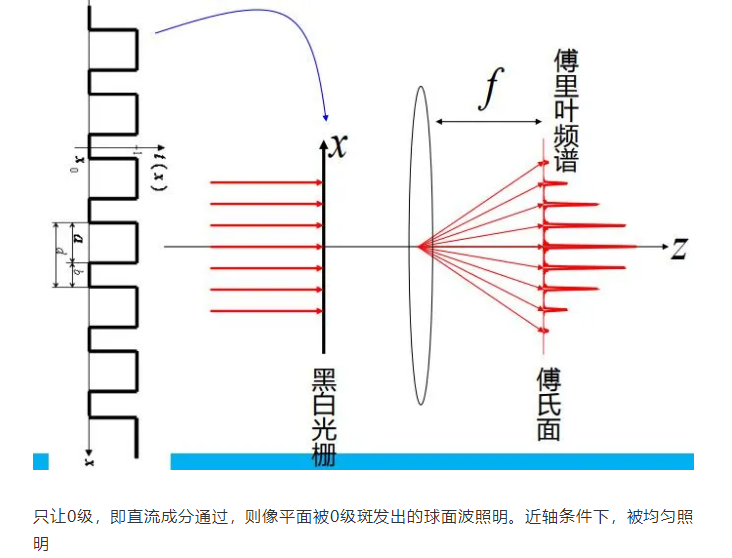 t(x)
1
0
x
a
b
d
x
x
f
z
傅里叶频谱
黑白光栅
傅氏面
只让0级，即直流成分通过，则像平面被0级斑发出的球面波照明。近轴条件下，被均匀照
明